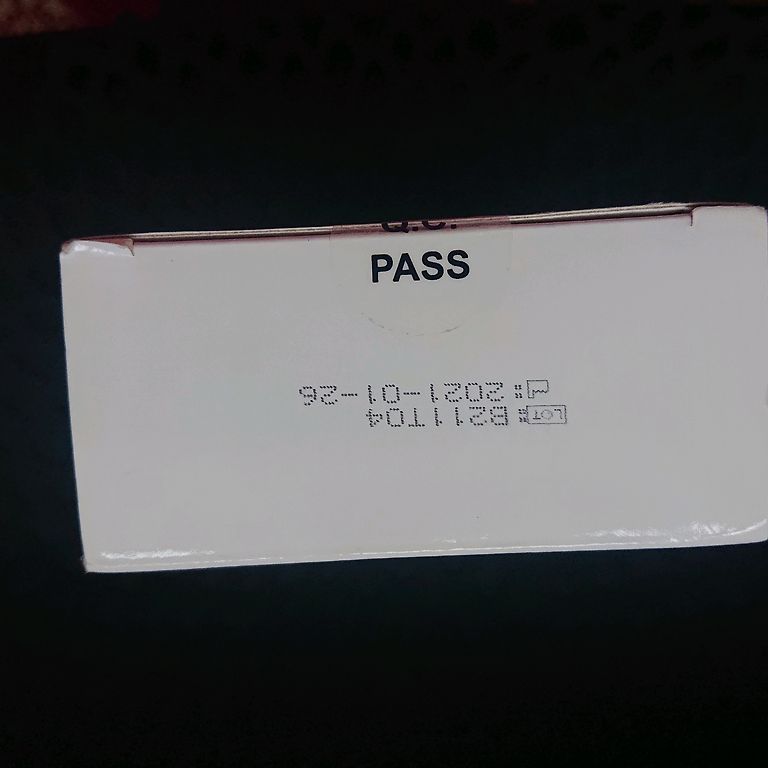 Q.C.
PASS
LOT: B211T04
: 2021-01-26